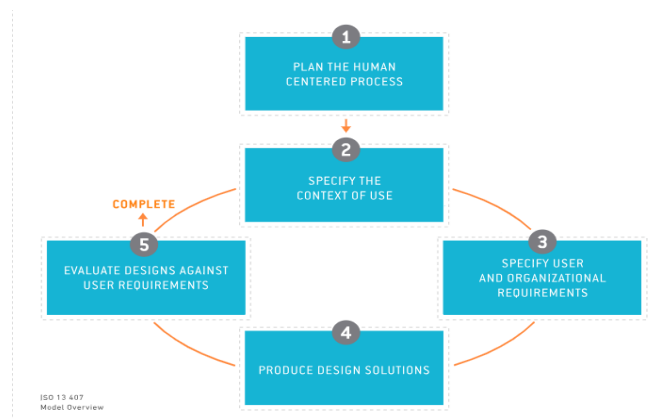 1
PLAN THE HUMAN
CENTERED PROCESS
2
SPECIFY THE
CONTEXT OF USE
3
SPECIFY USER
AND ORGANIZATIONAL
REQUIREMENTS
4
PRODUCE DESIGN SOLUTIONS
COMPLETE
5
EVALUATE DESIGNS AGAINST
USER REQUIREMENTS
ISO 13 407
Model Overview